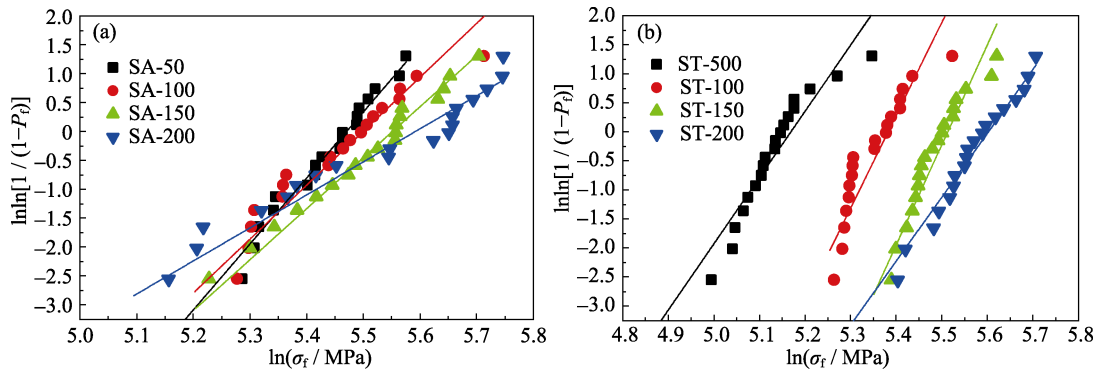 (a)
SA-50
SA-100
SA-150
SA-200
lnln[1 / (1−Pf)]
2.0
1.5
1.0
0.5
0
−0.5
−1.0
−1.5
−2.0
−2.5
−3.0
5.0 5.1 5.2 5.3 5.4 5.5 5.6 5.7 5.8
ln(σf / MPa)
(b)
ST-500
ST-100
ST-150
ST-200
lnln[1 / (1−Pf)]
2.0
1.5
1.0
0.5
0
−0.5
−1.0
−1.5
−2.0
−2.5
−3.0
4.8 4.9 5.0 5.1 5.2 5.3 5.4 5.5 5.6 5.7 5.8
ln(σf / MPa)